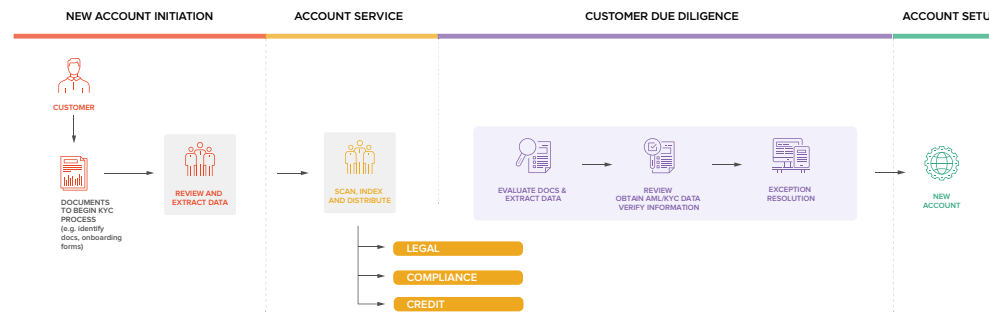 NEW ACCOUNT INITIATION
ACCOUNT SERVICE
CUSTOMER DUE DILIGENCE
ACCOUNT SETU
CUSTOMER
DOCUMENTS
TO BEGIN KYC
PROCESS
(e.g. identify
docs, onboarding
forms)
REVIEW AND
EXTRACT DATA
SCAN, INDEX
AND DISTRIBUTE
LEGAL
COMPLIANCE
CREDIT
EVALUATE DOCS &
EXTRACT DATA
REVIEW
OBTAIN AML/KYC DATA
VERIFY INFORMATION
EXCEPTION
RESOLUTION
NEW
ACCOUNT